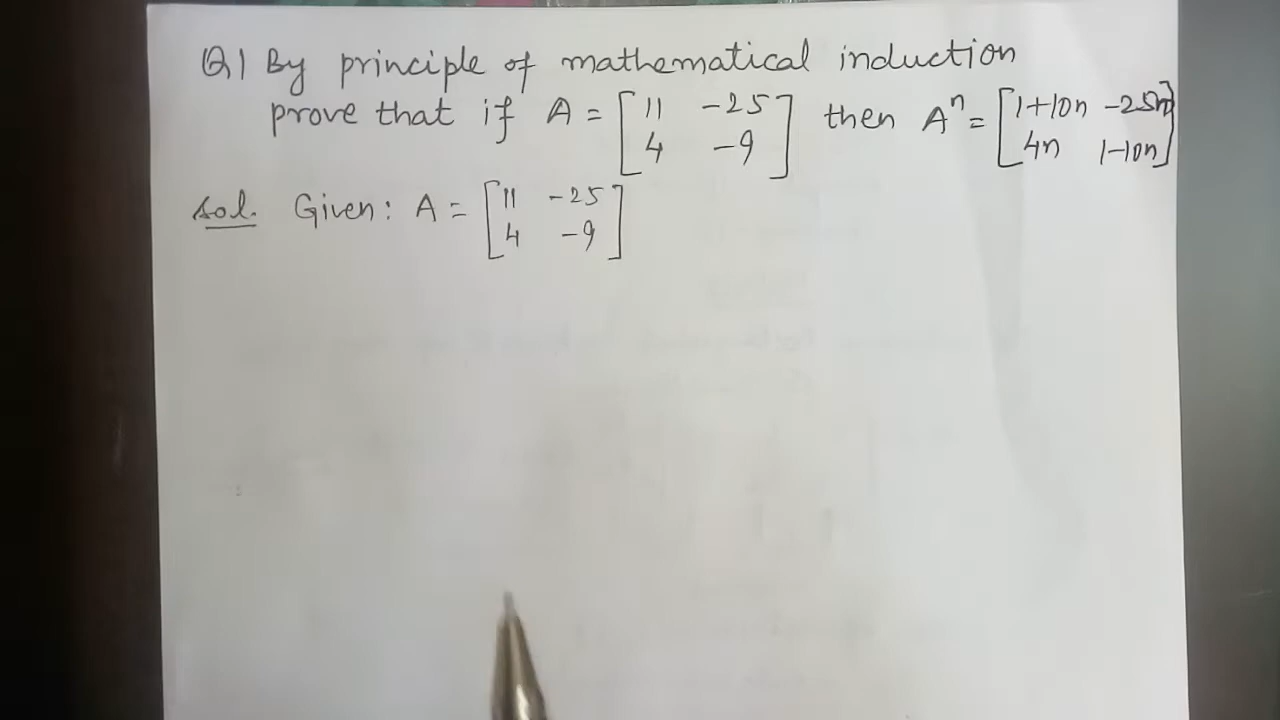 Q1 By principle of mathematical induction
prove that if A = [11 -25 then Aⁿ = [1+10n -25n]
4 -9] 4n 1-10n]
Sol. Given: A = [11 -25]
[4 -9]